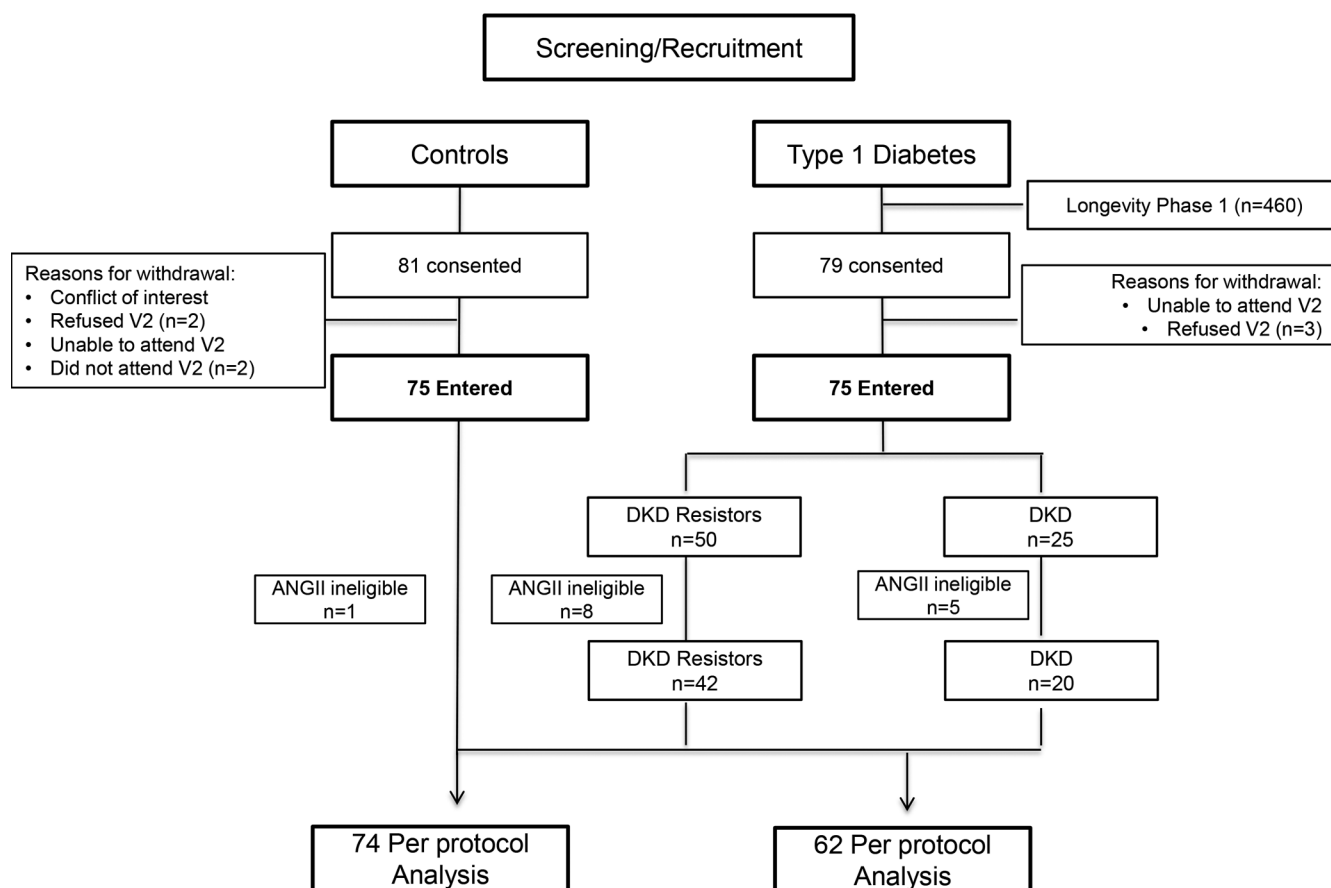 Screening/Recruitment
Controls
Type 1 Diabetes
Longevity Phase 1 (n=460)
81 consented
79 consented
Reasons for withdrawal:
• Conflict of interest
• Refused V2 (n=2)
• Unable to attend V2
• Did not attend V2 (n=2)
Reasons for withdrawal:
• Unable to attend V2
• Refused V2 (n=3)
75 Entered
75 Entered
DKD Resistors
n=50
DKD
n=25
ANGII ineligible
n=1
ANGII ineligible
n=8
ANGII ineligible
n=5
DKD Resistors
n=42
DKD
n=20
74 Per protocol
Analysis
62 Per protocol
Analysis